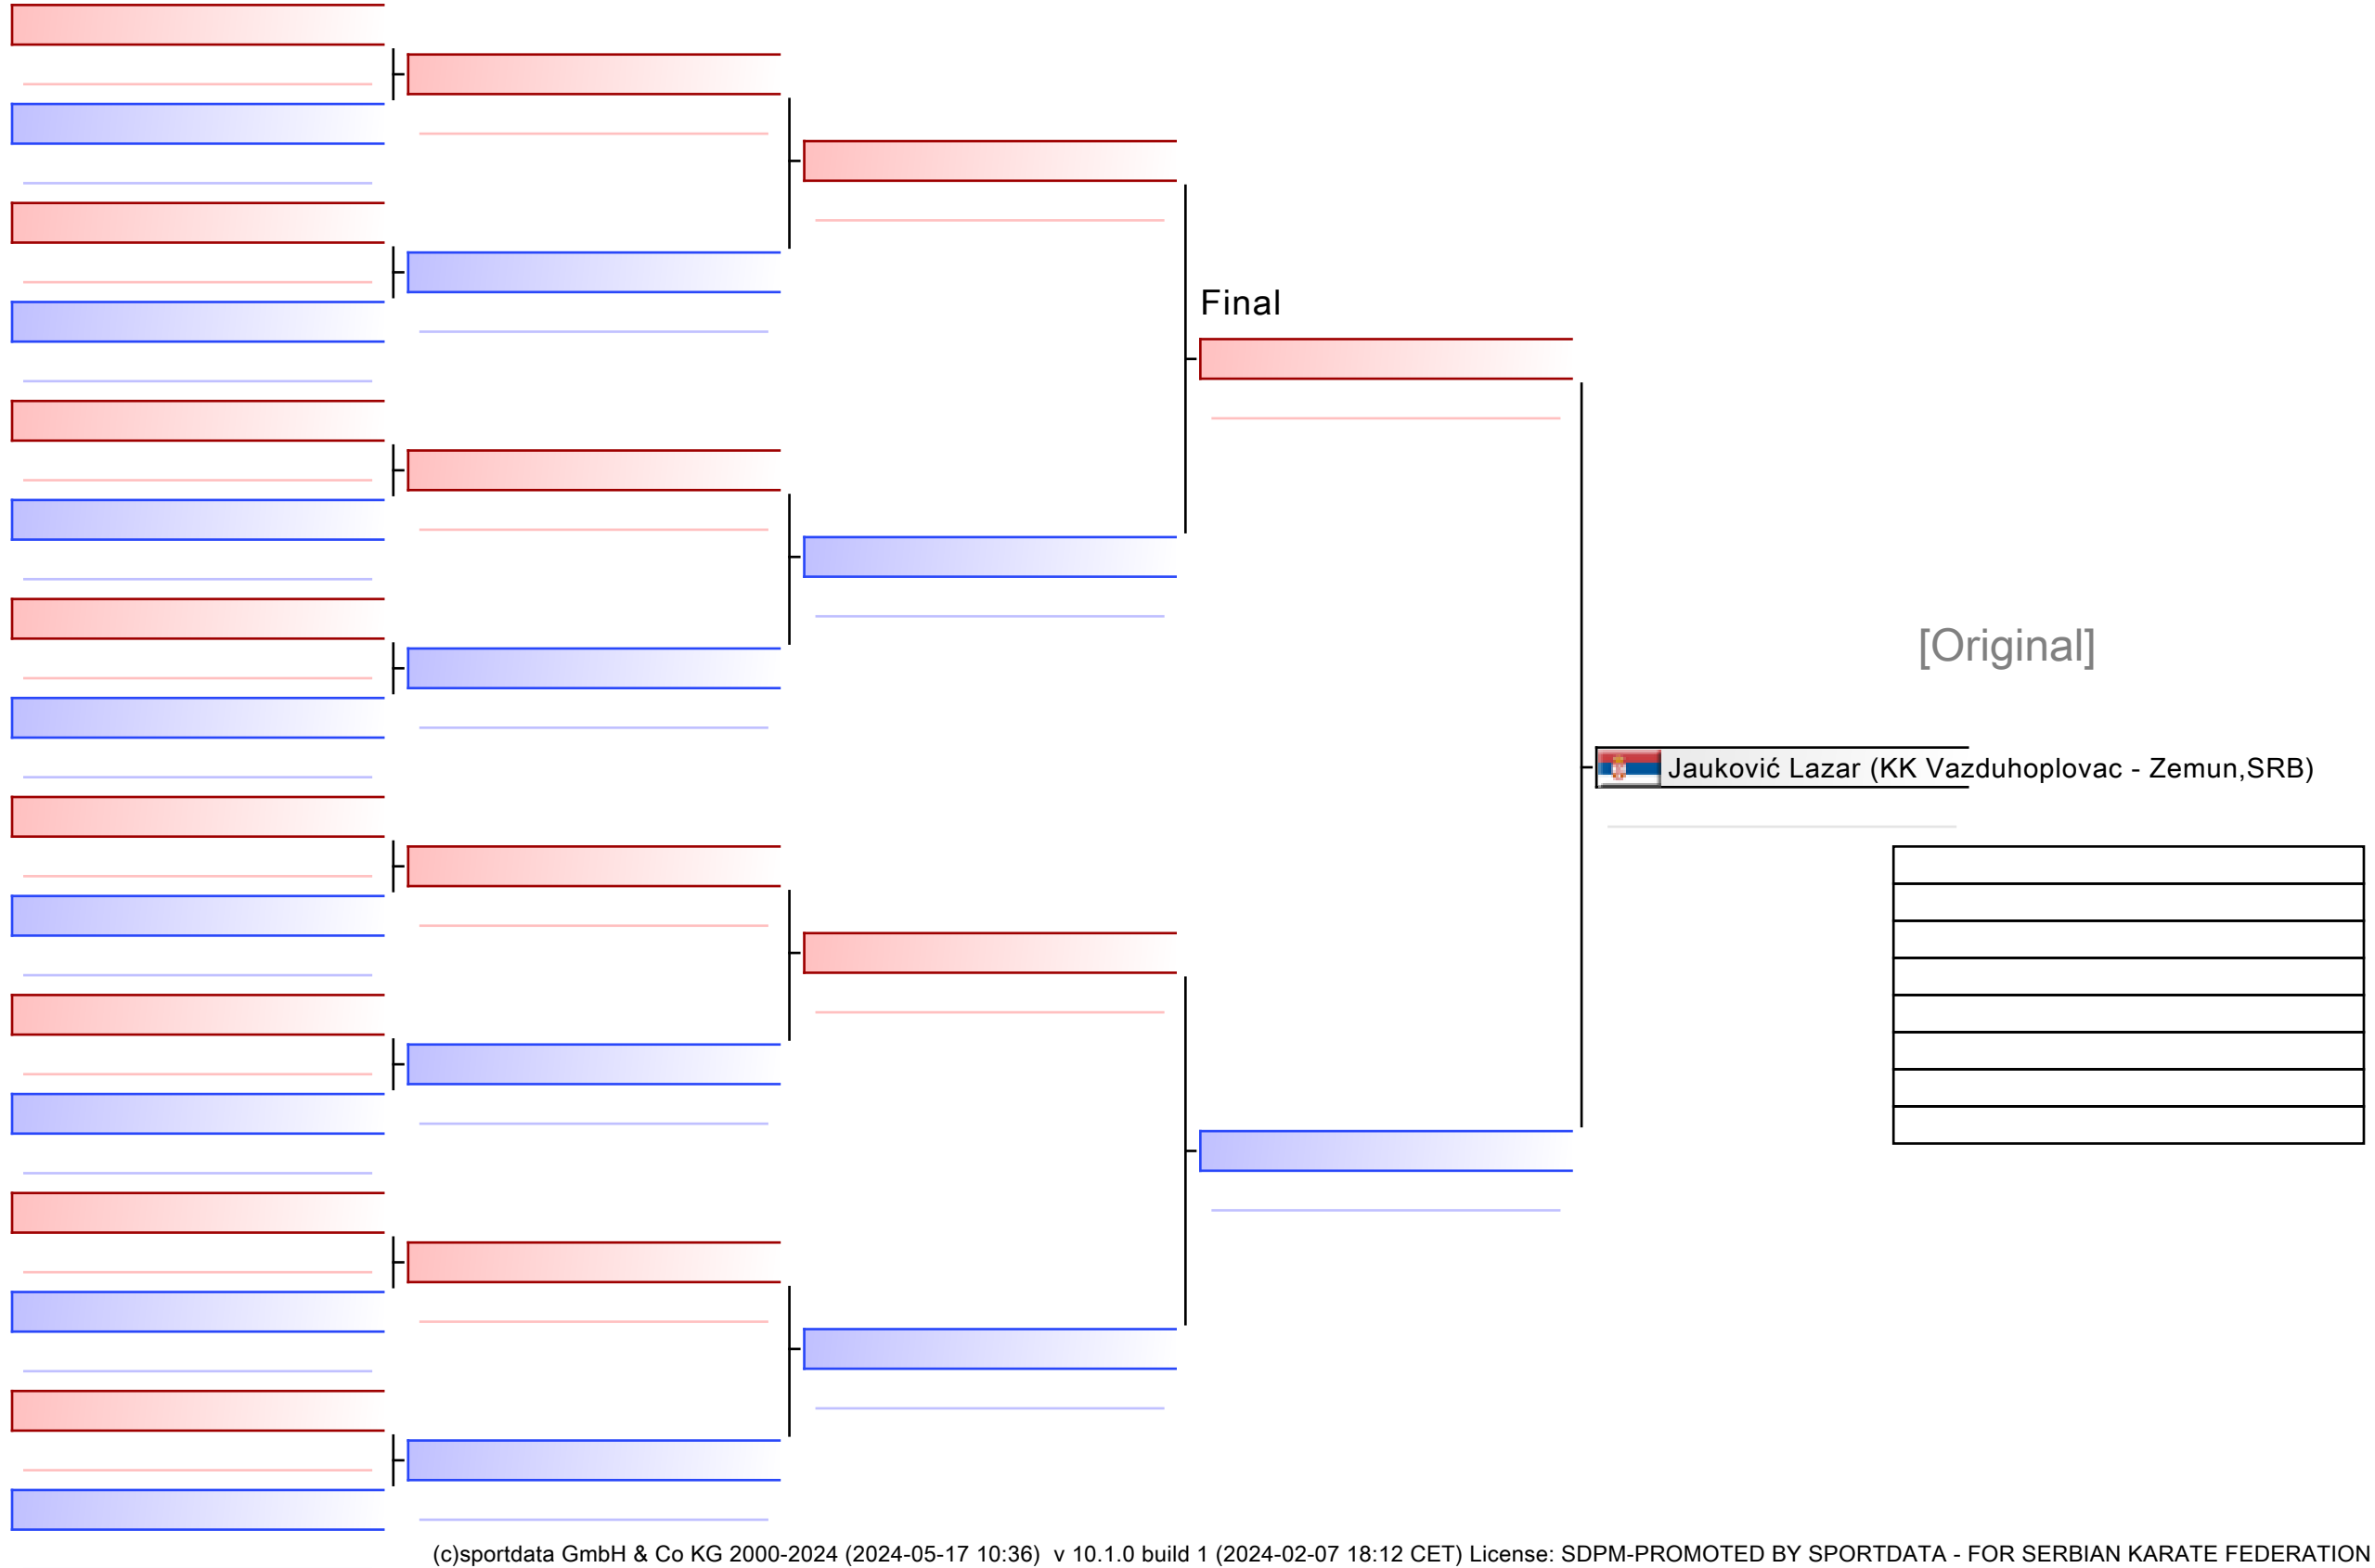 Final
[Original]
Jauković Lazar (KK Vazduhoplovac - Zemun,SRB)
(c)sportdata GmbH & Co KG 2000-2024 (2024-05-17 10:36)  v 10.1.0 build 1 (2024-02-07 18:12 CET) License: SDPM-PROMOTED BY SPORTDATA - FOR SERBIAN KARATE FEDERATION